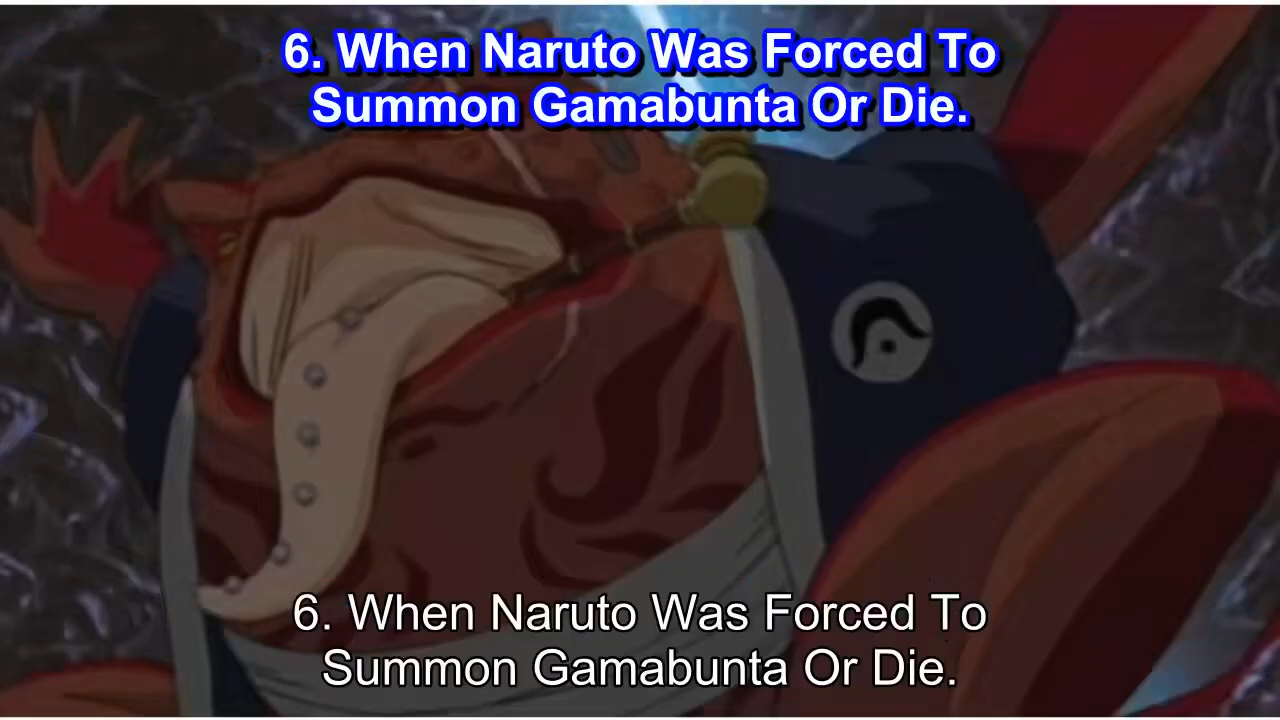 6. When Naruto Was Forced To
Summon Gamabunta Or Die.
6. When Naruto Was Forced To
Summon Gamabunta Or Die.